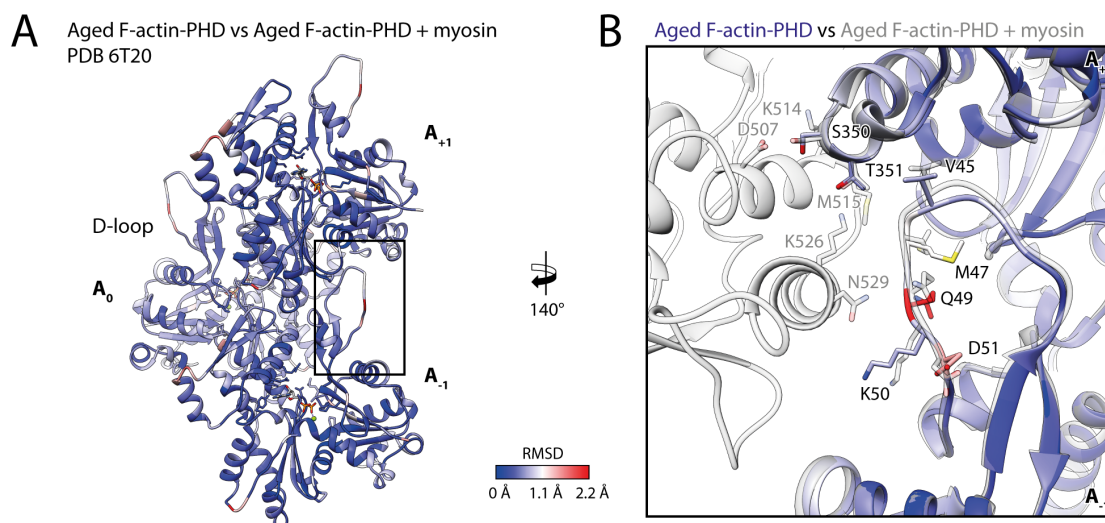 A
Aged F-actin-PHD vs Aged F-actin-PHD + myosin
PDB 6T20
A+1
D-loop
A0
A-1
140°
RMSD
0 Å 1.1 Å 2.2 Å
B
Aged F-actin-PHD vs Aged F-actin-PHD + myosin
K514
D507
S350
T351
V45
M515
K526
M47
N529
Q49
D51
K50